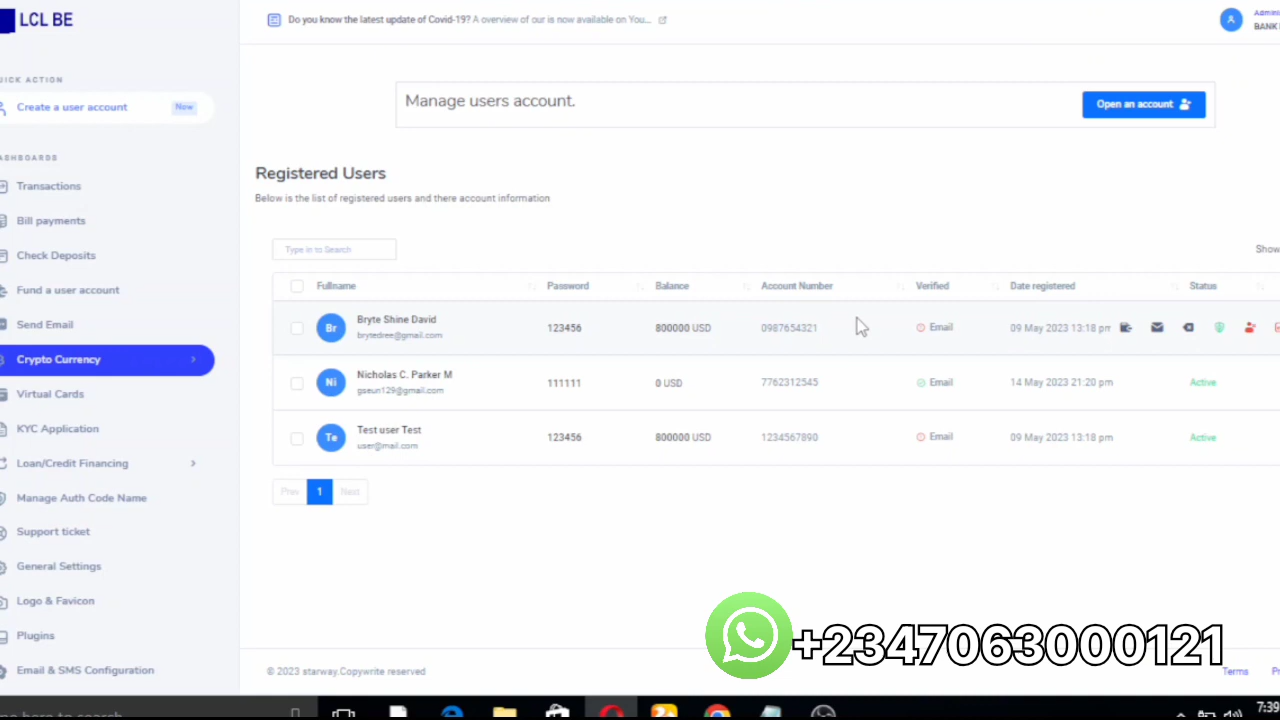 LCL BE
Do you know the latest update of Covid-19? A overview of our is now available on You...
BANK
UICK ACTION
Create a user account New
ASHBOARDS
Transactions
Bill payments
Check Deposits
Fund a user account
Send Email
Crypto Currency
Virtual Cards
KYC Application
Loan/Credit Financing
Manage Auth Code Name
Support ticket
General Settings
Logo & Favicon
Plugins
Email & SMS Configuration
Manage users account.
Open an account
Registered Users
Below is the list of registered users and there account information
Type in to Search
Show
Fullname Password Balance Account Number Verified Date registered Status
Br Bryte Shine David 123456 800000 USD 0987654321 Email 09 May 2023 13:18 pm
brytedree@gmail.com
Ni Nicholas C. Parker M 111111 0 USD 7762312545 Email 14 May 2023 21:20 pm Active
gseun129@gmail.com
Te Test user Test 123456 800000 USD 1234567890 Email 09 May 2023 13:18 pm Active
user@mail.com
Prev 1 Next
+2347063000121
© 2023 starway.Copywrite reserved
Terms
here to search
7:39